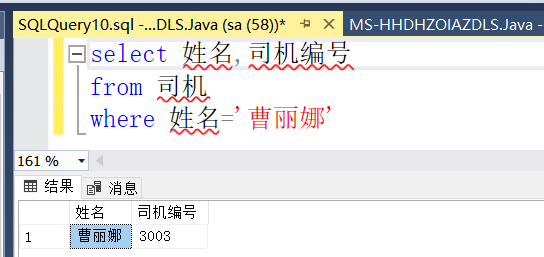 SQLQuery10.sql -...DLS.Java (sa (58))* MS-HHDHZOIAZDLS.Java -
select 姓名,司机编号
from 司机
where 姓名='曹丽娜'
161 %
结果 消息
姓名 司机编号
1 曹丽娜 3003